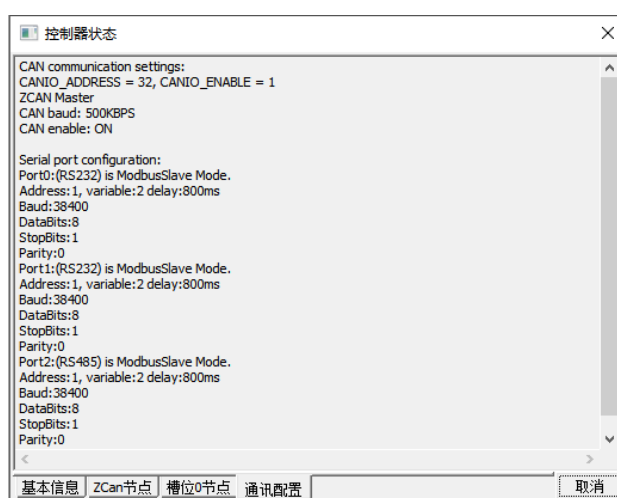 控制器状态
CAN communication settings:
CANIO_ADDRESS = 32, CANIO_ENABLE = 1
ZCAN Master
CAN baud: 500KBPS
CAN enable: ON
Serial port configuration:
Port0:(RS232) is ModbusSlave Mode.
Address:1, variable:2 delay:800ms
Baud:38400
DataBits:8
StopBits:1
Parity:0
Port1:(RS232) is ModbusSlave Mode.
Address:1, variable:2 delay:800ms
Baud:38400
DataBits:8
StopBits:1
Parity:0
Port2:(RS485) is ModbusSlave Mode.
Address:1, variable:2 delay:800ms
Baud:38400
DataBits:8
StopBits:1
Parity:0
基本信息 ZCan节点 槽位0节点 通讯配置 取消